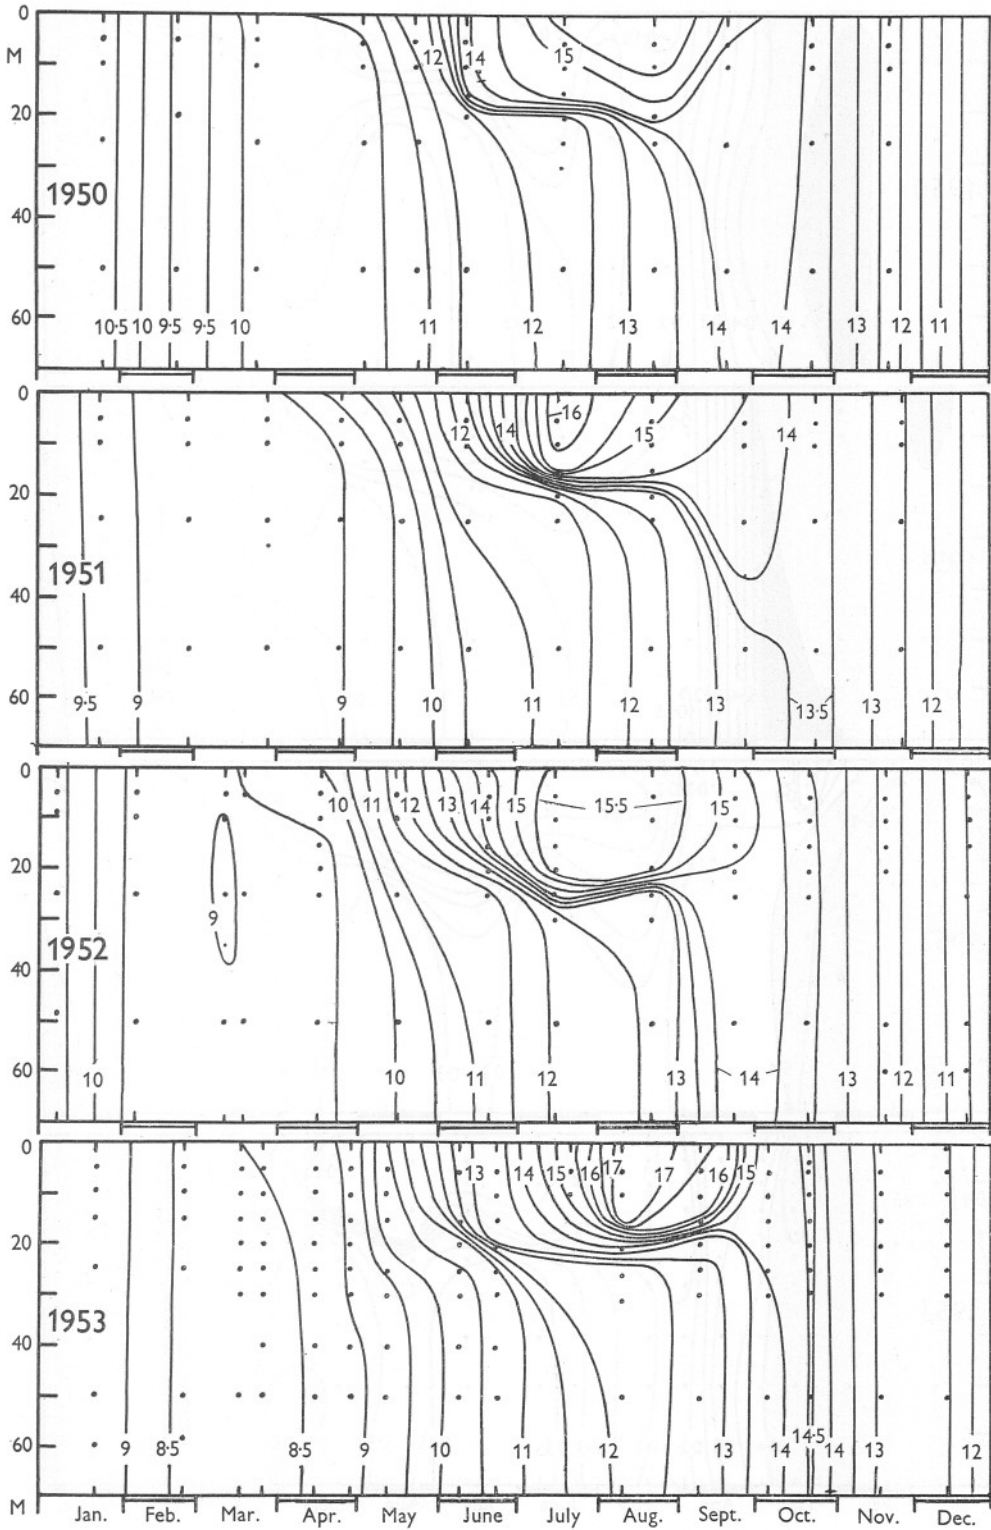 0
M
12
14
15
20
1950
40
60
10·5 10 9·5 9·5 10 11 12 13 14 14 13 12 11
0
16
12 14 15 14
20
1951
40
60
9·5 9 9 10 11 12 13 13·5 13 12
0
10 11 12 13 14 15 15·5 15
20
9
1952
40
60
10 10 11 12 13 14 13 12 11
0
13 14 15 16 17 17 16 15
20
1953
40
60
9 8·5 8·5 9 10 11 12 13 14 14·5 14 13 12
M Jan. Feb. Mar. Apr. May June July Aug. Sept. Oct. Nov. Dec.